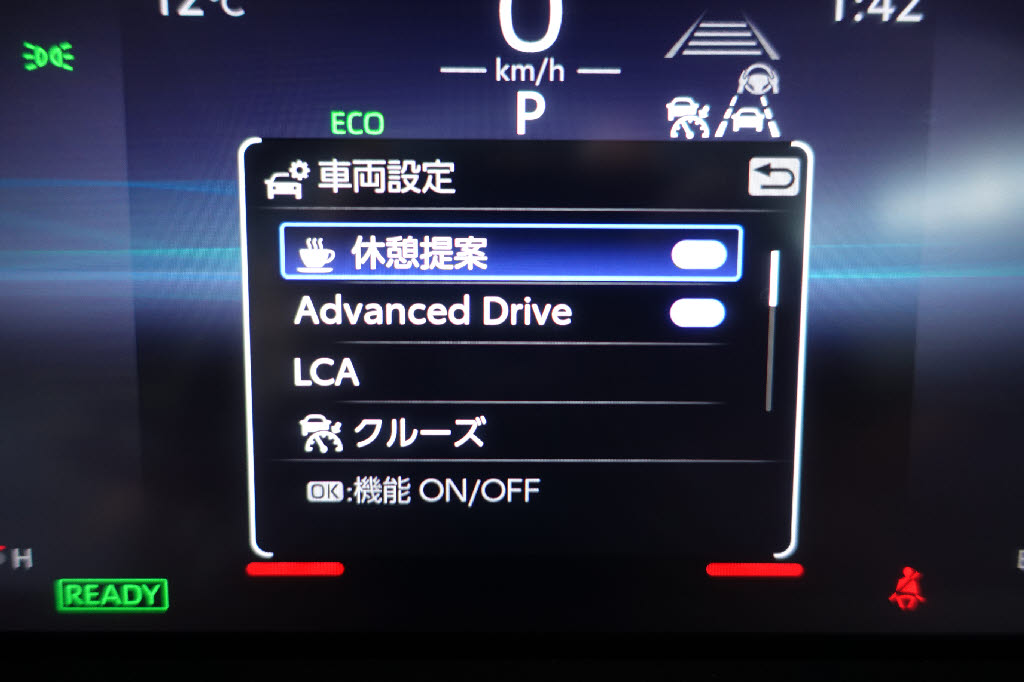 12℃
1:42
0
km/h
P
ECO
車両設定
休憩提案
Advanced Drive
LCA
クルーズ
OK:機能 ON/OFF
H
READY